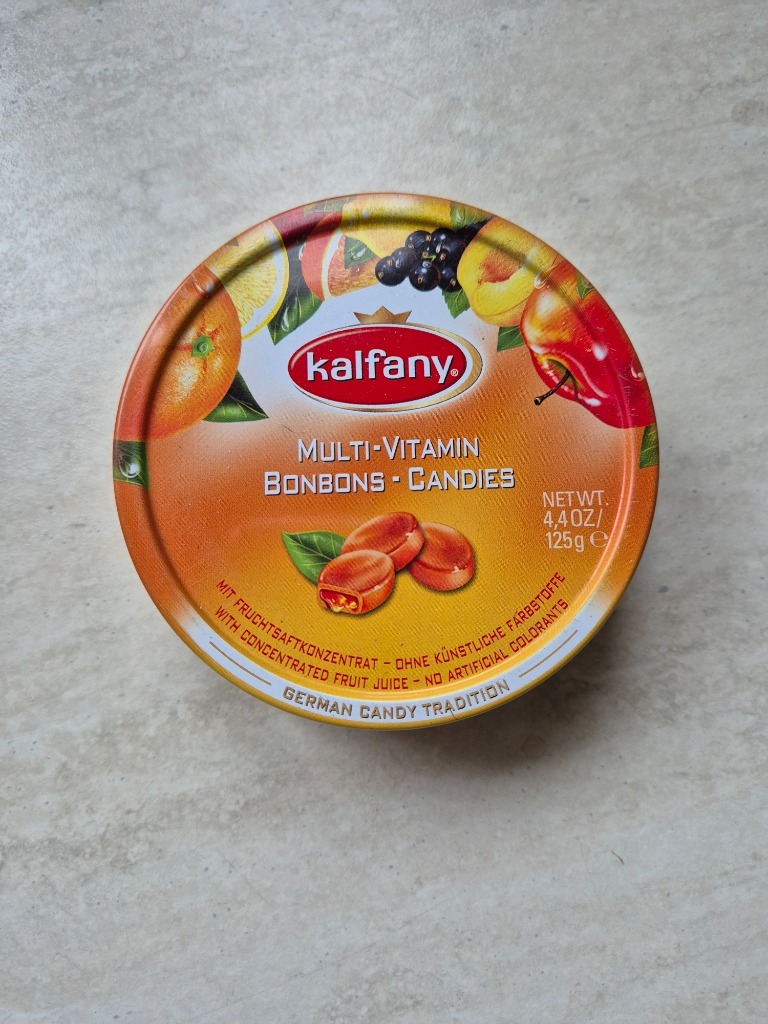 kalfany®
MULTI-VITAMIN
BONBONS - CANDIES
NET WT.
4,4 OZ/
125g ℮
MIT FRUCHTSAFTKONZENTRAT – OHNE KÜNSTLICHE FARBSTOFFE
WITH CONCENTRATED FRUIT JUICE – NO ARTIFICIAL COLORANTS
GERMAN CANDY TRADITION